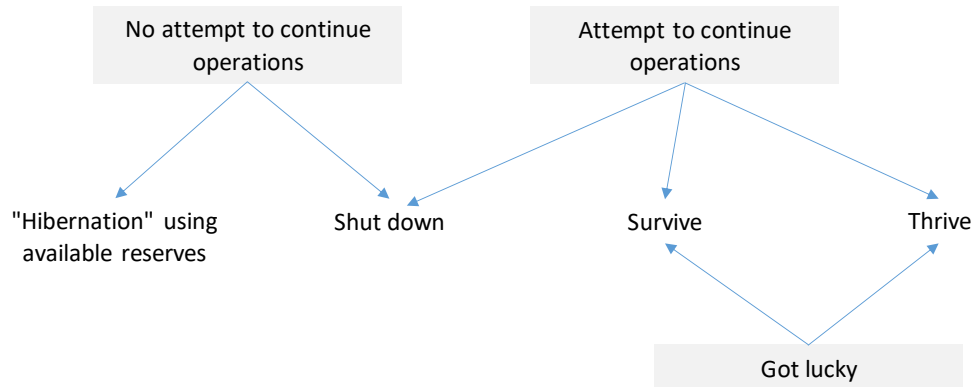 No attempt to continue
operations
Attempt to continue
operations
"Hibernation" using
available reserves
Shut down
Survive
Thrive
Got lucky